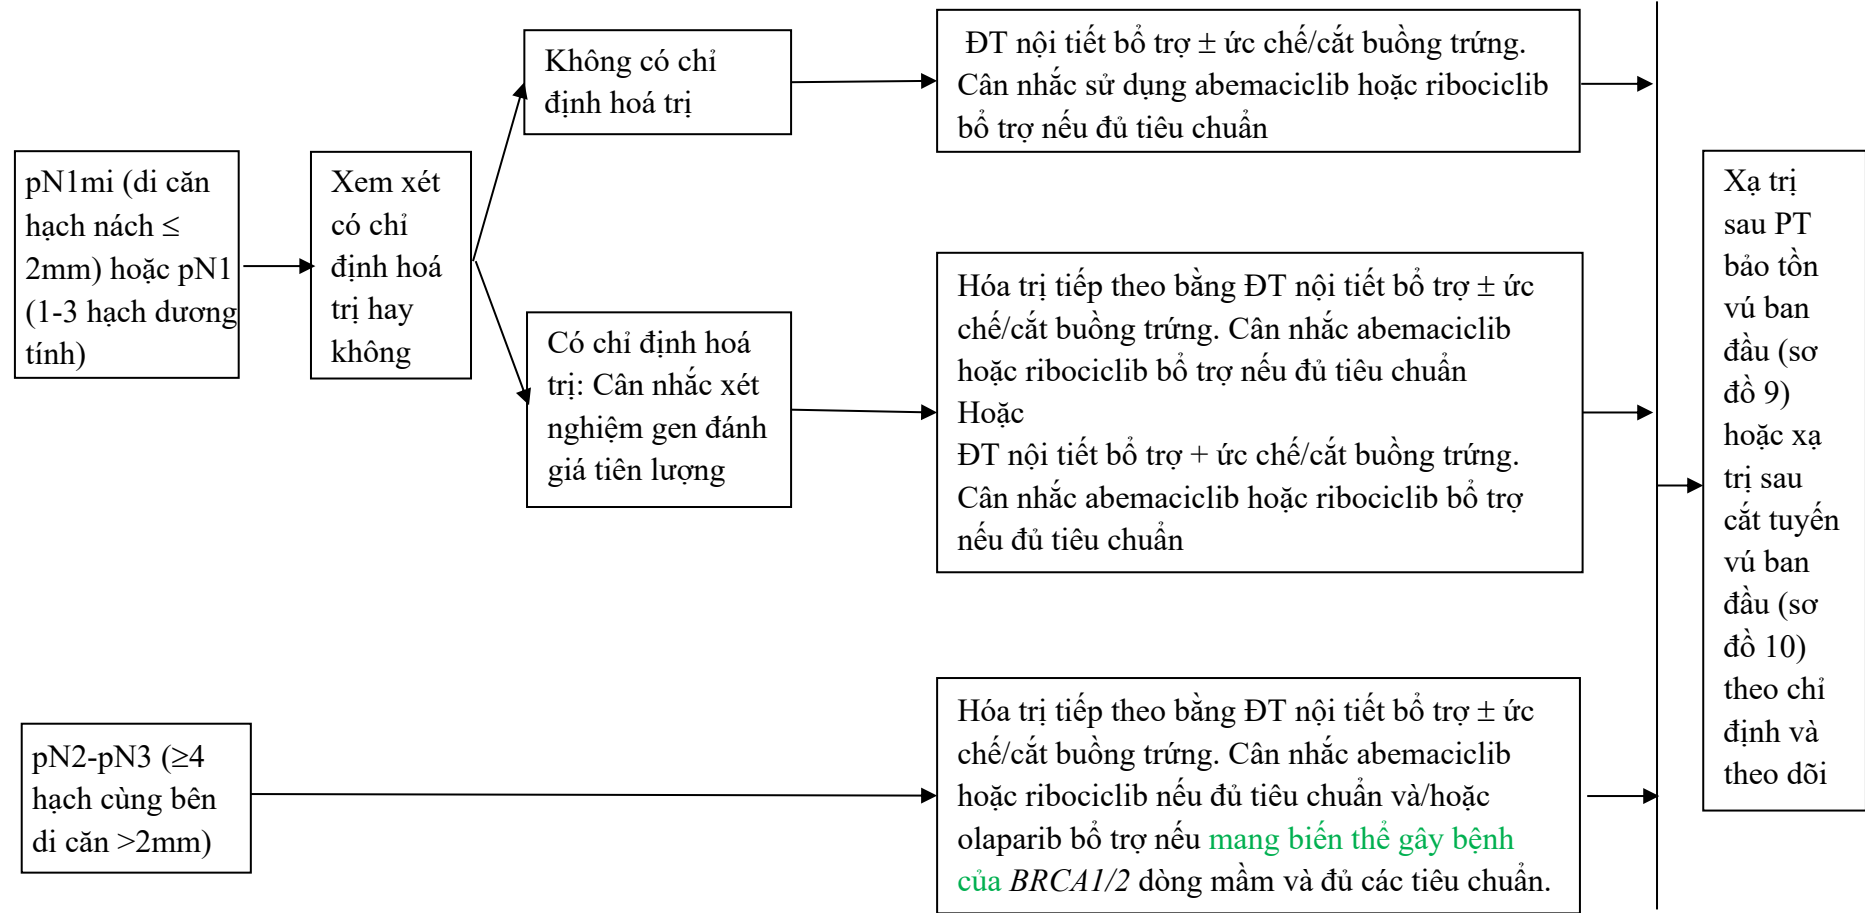 pN1mi (di căn
hạch nách ≤
2mm) hoặc pN1
(1-3 hạch dương
tính)
Xem xét
có chỉ
định hoá
trị hay
không
Không có chỉ
định hoá trị
ĐT nội tiết bổ trợ ± ức chế/cắt buồng trứng.
Cân nhắc sử dụng abemaciclib hoặc ribociclib
bổ trợ nếu đủ tiêu chuẩn
Có chỉ định hoá
trị: Cân nhắc xét
nghiệm gen đánh
giá tiên lượng
Hóa trị tiếp theo bằng ĐT nội tiết bổ trợ ± ức
chế/cắt buồng trứng. Cân nhắc abemaciclib
hoặc ribociclib bổ trợ nếu đủ tiêu chuẩn
Hoặc
ĐT nội tiết bổ trợ + ức chế/cắt buồng trứng.
Cân nhắc abemaciclib hoặc ribociclib bổ trợ
nếu đủ tiêu chuẩn
pN2-pN3 (≥4
hạch cùng bên
di căn >2mm)
Hóa trị tiếp theo bằng ĐT nội tiết bổ trợ ± ức
chế/cắt buồng trứng. Cân nhắc abemaciclib
hoặc ribociclib nếu đủ tiêu chuẩn và/hoặc
olaparib bổ trợ nếu mang biến thể gây bệnh
của BRCA1/2 dòng mầm và đủ các tiêu chuẩn.
Xạ trị
sau PT
bảo tồn
vú ban
đầu (sơ
đồ 9)
hoặc xạ
trị sau
cắt tuyến
vú ban
đầu (sơ
đồ 10)
theo chỉ
định và
theo dõi